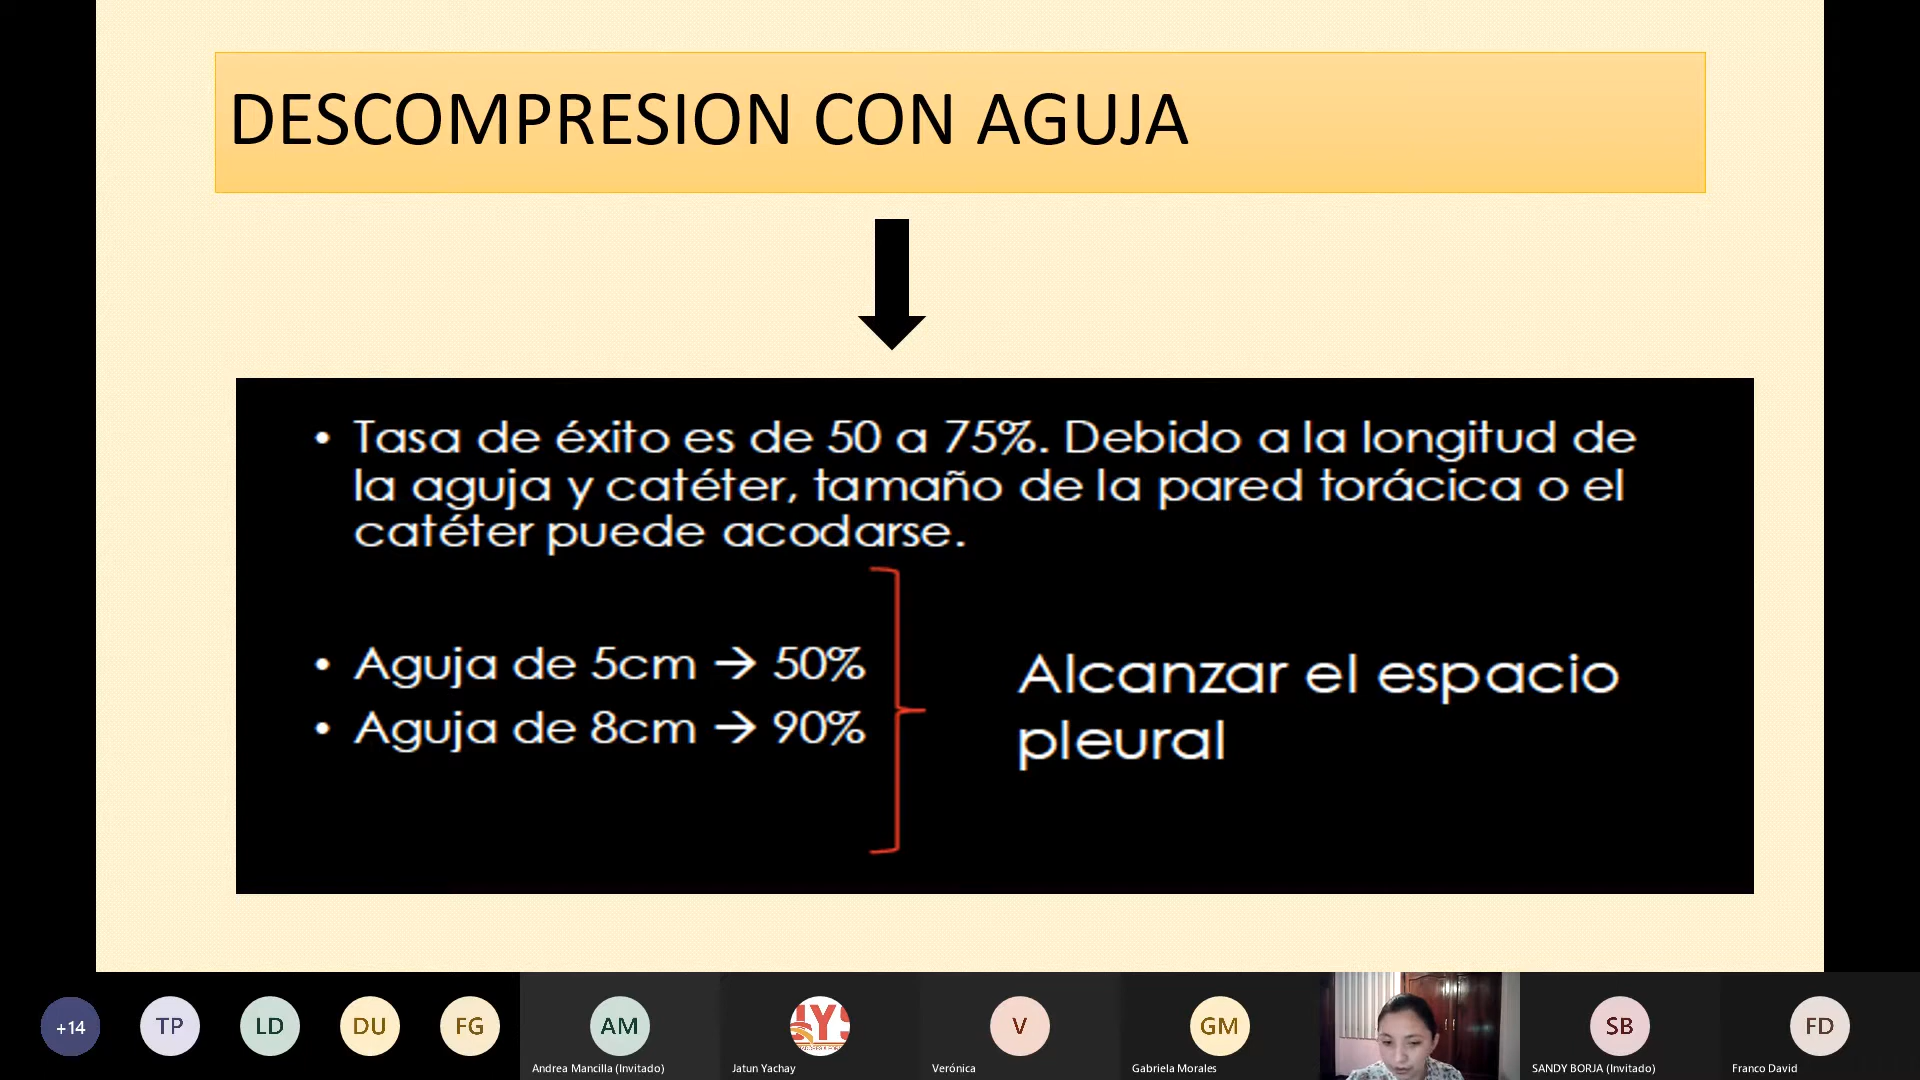 DESCOMPRESION CON AGUJA
• Tasa de éxito es de 50 a 75%. Debido a la longitud de
la aguja y catéter, tamaño de la pared torácica o el
catéter puede acodarse.
• Aguja de 5cm → 50%
• Aguja de 8cm → 90%
Alcanzar el espacio
pleural
+14
TP
LD
DU
FG
AM
V
GM
SB
FD
Andrea Mancilla (Invitado)
Jatun Yachay
Verónica
Gabriela Morales
SANDY BORJA (Invitado)
Franco David